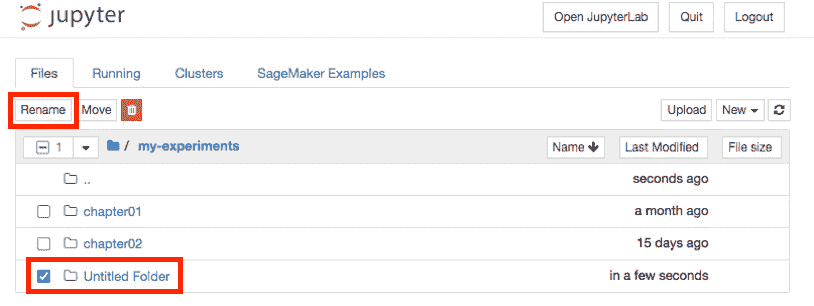 jupyter Open JupyterLab Quit Logout
Files Running Clusters SageMaker Examples
Rename Move Upload New
1 / my-experiments Name Last Modified File size
.. seconds ago
chapter01 a month ago
chapter02 15 days ago
Untitled Folder in a few seconds